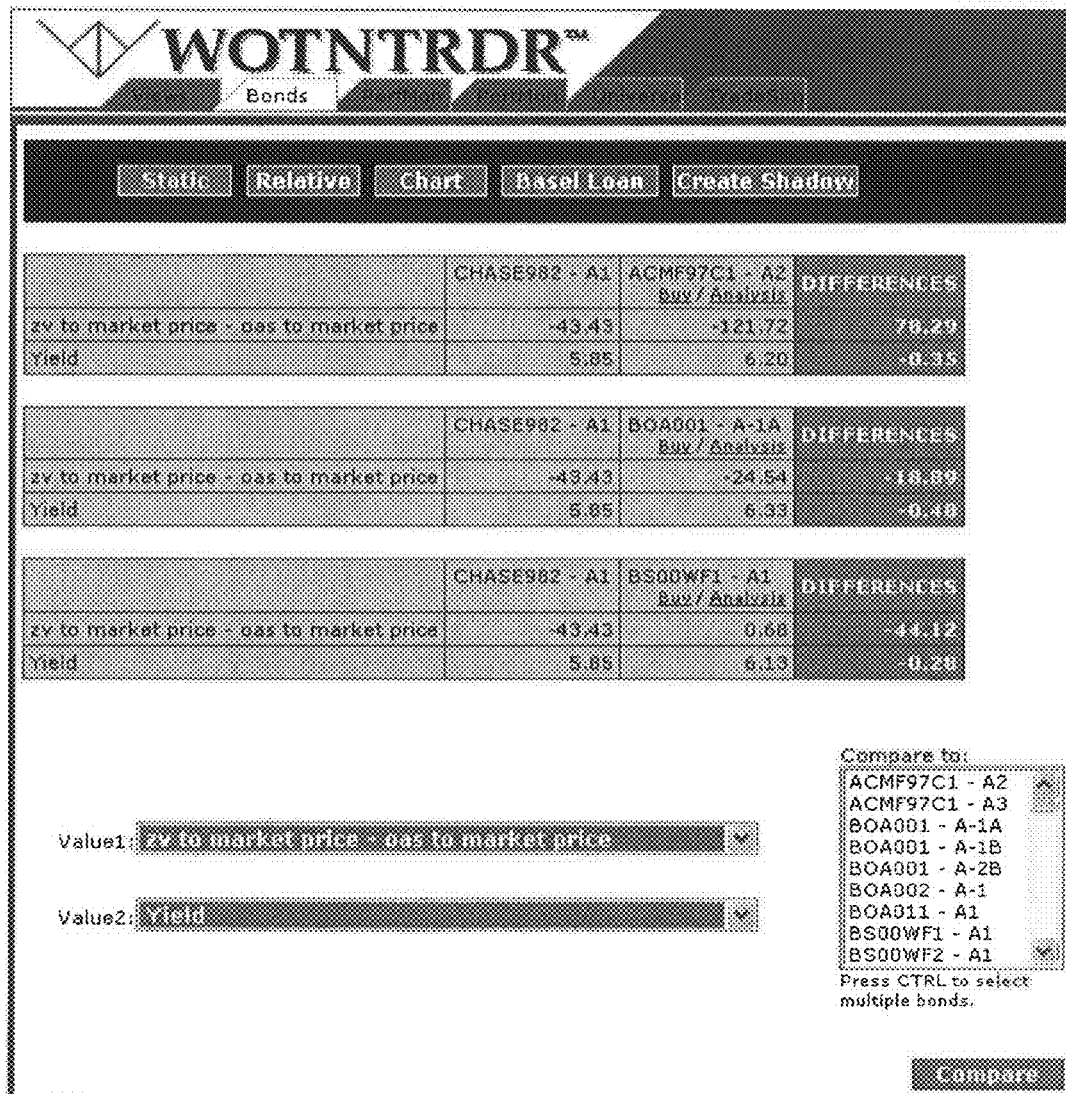 WOTNTRDR™
Bonds
Static Relative Chart Basel Loan Create Shadow
CHASE982 - A1 ACMF97C1 - A2 DIFFERENCES
Buy / Analysis
zv to market price - oas to market price -43.43 -121.72 78.29
Yield 5.85 6.20 -0.35
CHASE982 - A1 BOA001 - A-1A DIFFERENCES
Buy / Analysis
zv to market price - oas to market price -43.43 -24.54
Yield 5.85 6.33
CHASE982 - A1 BS00WF1 - A1 DIFFERENCES
Buy / Analysis
zv to market price - oas to market price -43.43 -44.12
Yield 5.85 6.13 -0.28
Compare to:
ACMF97C1 - A2
ACMF97C1 - A3
BOA001 - A-1A
BOA001 - A-1B
BOA001 - A-2B
BOA002 - A-1
BOA011 - A1
BS00WF1 - A1
BS00WF2 - A1
Press CTRL to select
multiple bonds.
Value1: zv to market price - oas to market price
Value2: Yield
Compare